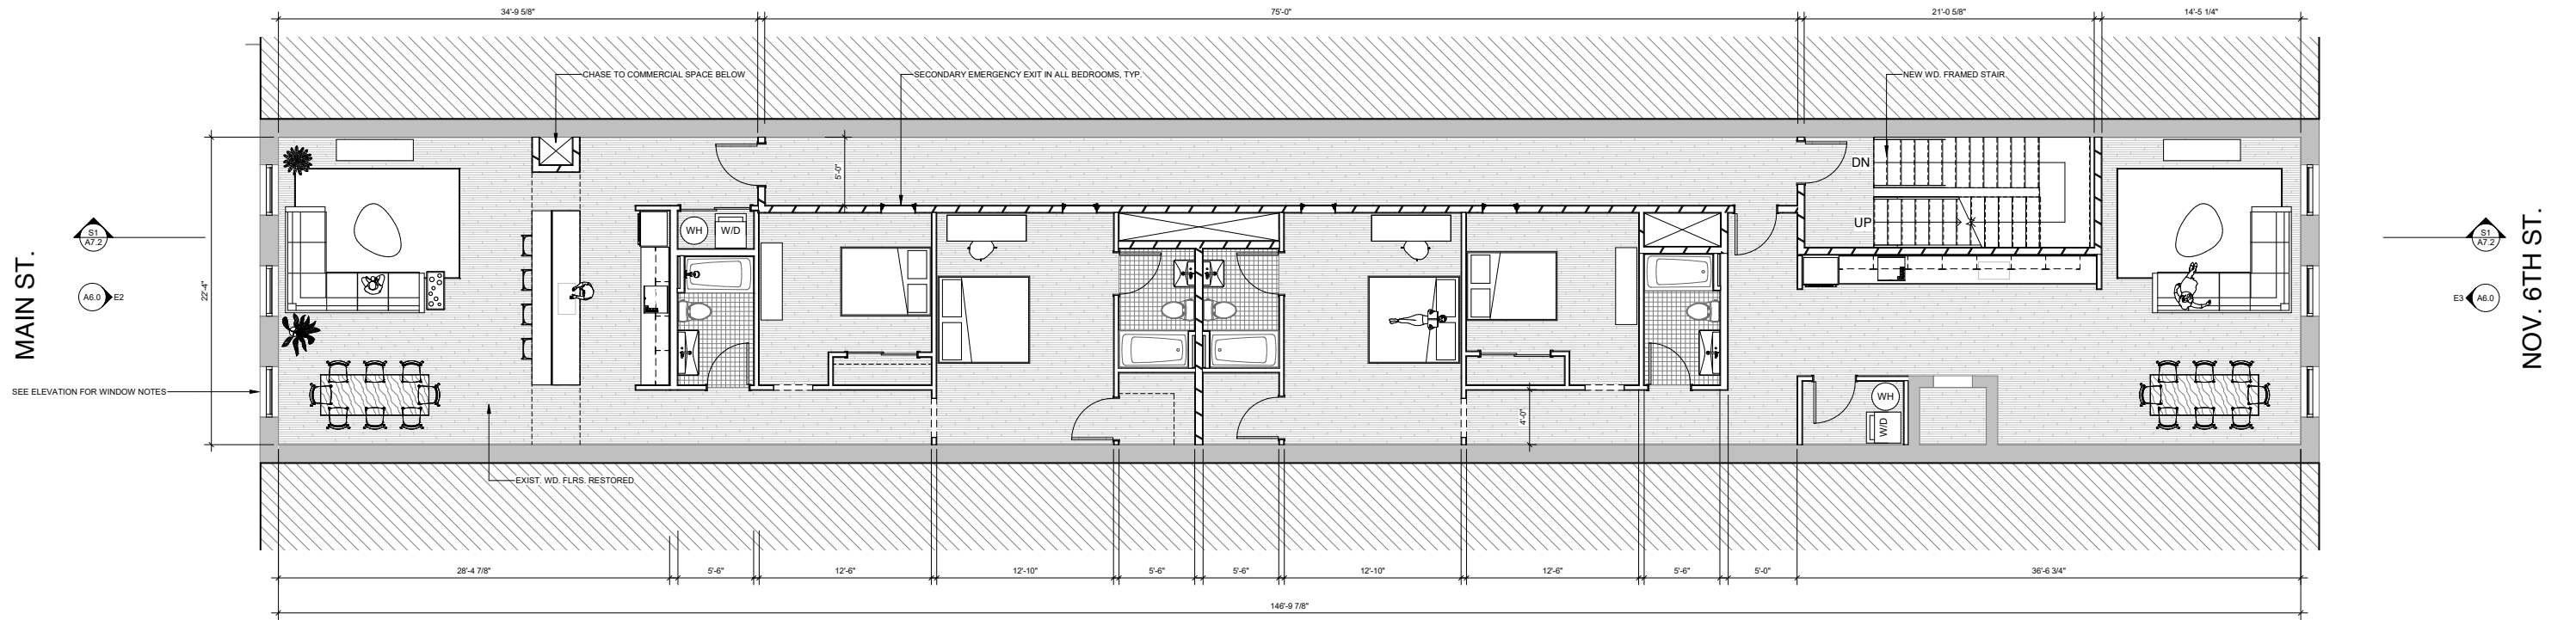 34'-9 5/8"
75'-0"
21'-0 5/8"
14'-5 1/4"
CHASE TO COMMERCIAL SPACE BELOW
SECONDARY EMERGENCY EXIT IN ALL BEDROOMS, TYP.
NEW WD. FRAMED STAIR
5'-0"
DN
UP
WH
W/D
S1
A7.2
S1
A7.2
MAIN ST.
A6.0
E2
22'-4"
E3
A6.0
NOV. 6TH ST.
SEE ELEVATION FOR WINDOW NOTES
WH
W/D
4'-0"
EXIST. WD. FLRS. RESTORED
28'-4 7/8"
5'-6"
12'-6"
12'-10"
5'-6"
5'-6"
12'-10"
12'-6"
5'-6"
5'-0"
36'-6 3/4"
146'-9 7/8"